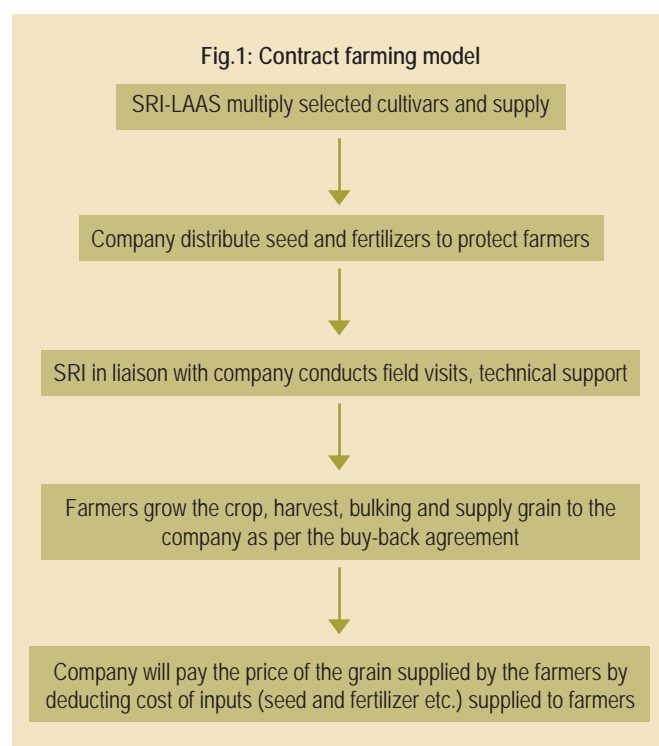 Fig.1: Contract farming model
SRI-LAAS multiply selected cultivars and supply
Company distribute seed and fertilizers to protect farmers
SRI in liaison with company conducts field visits, technical support
Farmers grow the crop, harvest, bulking and supply grain to the
company as per the buy-back agreement
Company will pay the price of the grain supplied by the farmers by
deducting cost of inputs (seed and fertilizer etc.) supplied to farmers